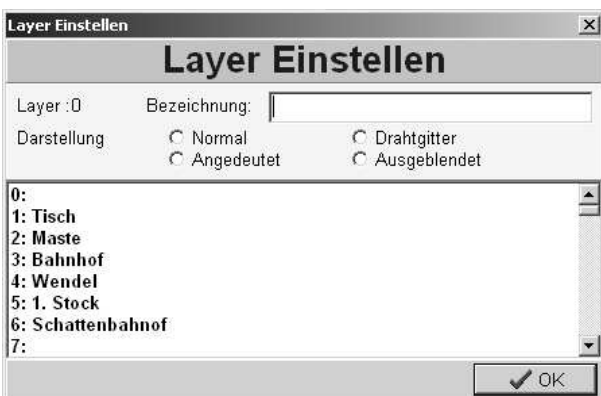 Layer Einstellen
Layer Einstellen
Layer :0 Bezeichnung:
Darstellung Normal Drahtgitter
Angedeutet Ausgeblendet
0:
1: Tisch
2: Maste
3: Bahnhof
4: Wendel
5: 1. Stock
6: Schattenbahnof
7:
OK